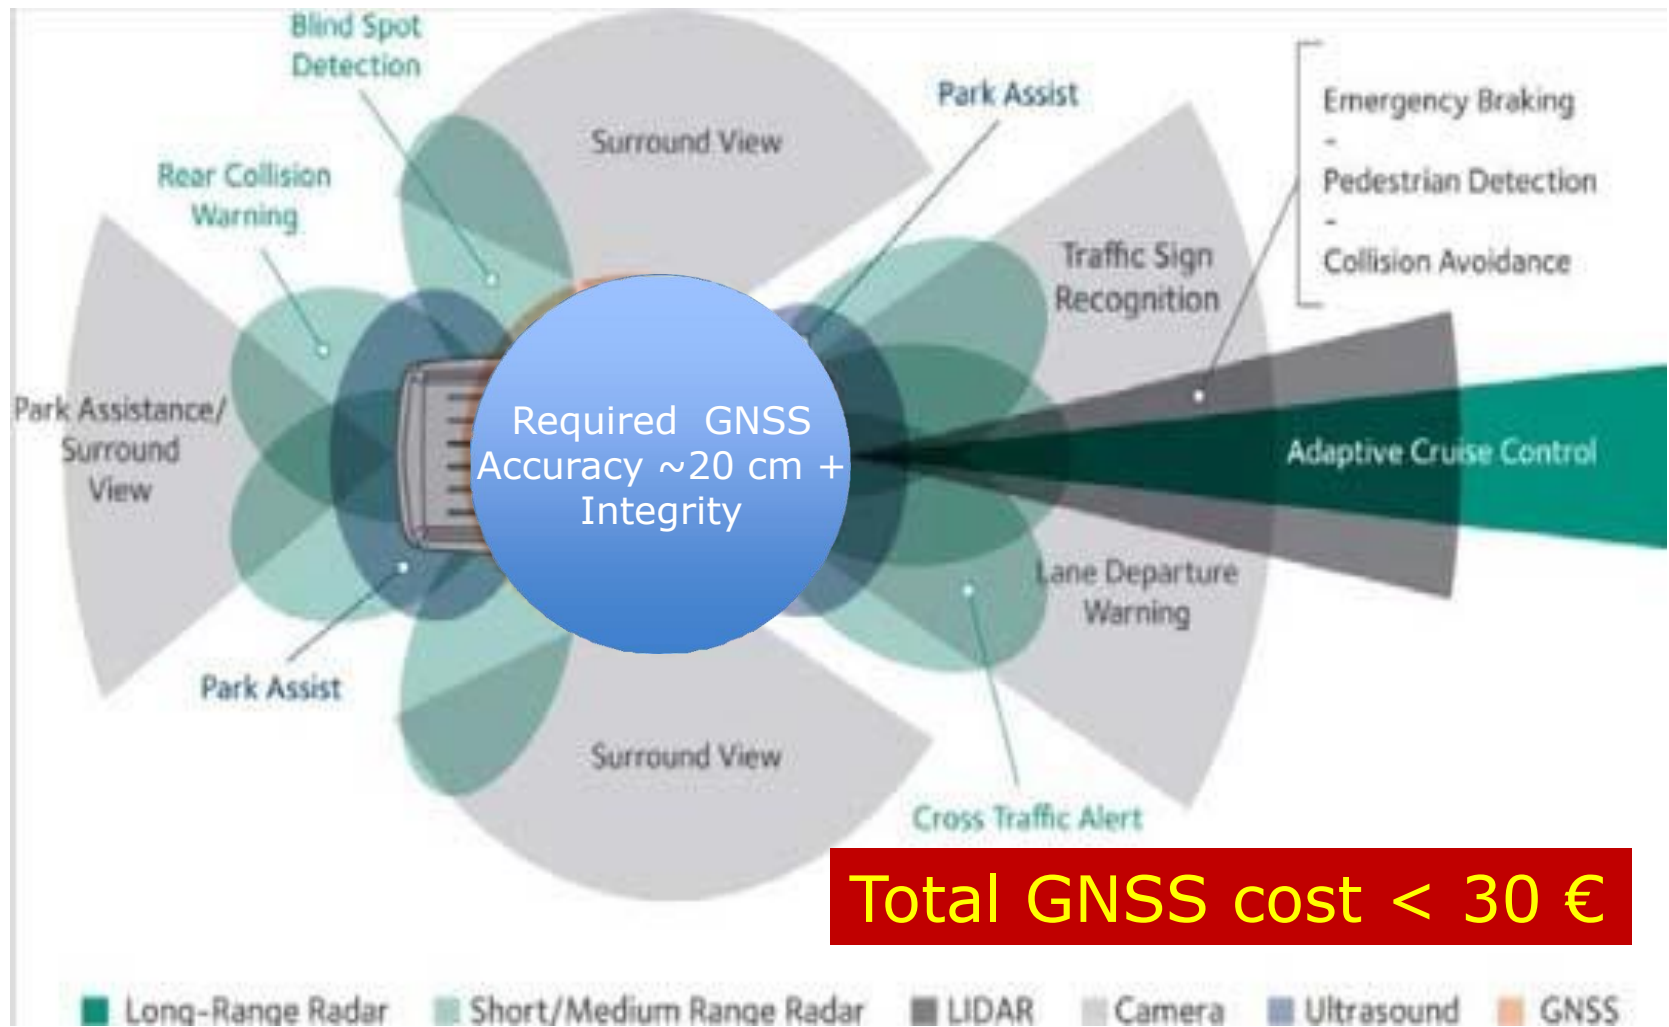 Blind Spot
Detection
Surround View
Park Assist
Emergency Braking
-
Pedestrian Detection
-
Collision Avoidance
Rear Collision
Warning
Traffic Sign
Recognition
Park Assistance/
Surround
View
Required GNSS
Accuracy ~20 cm +
Integrity
Adaptive Cruise Control
Lane Departure
Warning
Park Assist
Surround View
Cross Traffic Alert
Total GNSS cost < 30 €
Long-Range Radar
Short/Medium Range Radar
LIDAR
Camera
Ultrasound
GNSS